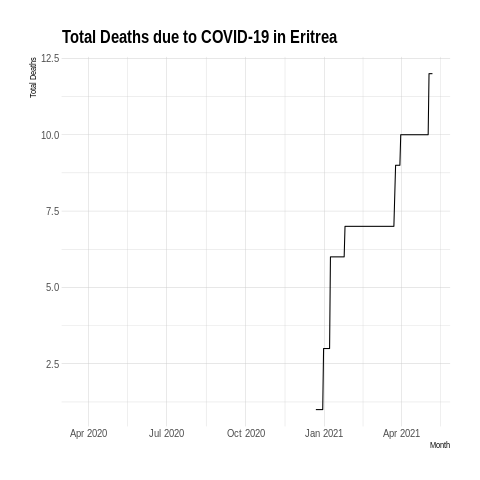 Total Deaths due to COVID-19 in Eritrea
Total Deaths
12.5
10.0
7.5
5.0
2.5
Apr 2020 Jul 2020 Oct 2020 Jan 2021 Apr 2021
Month